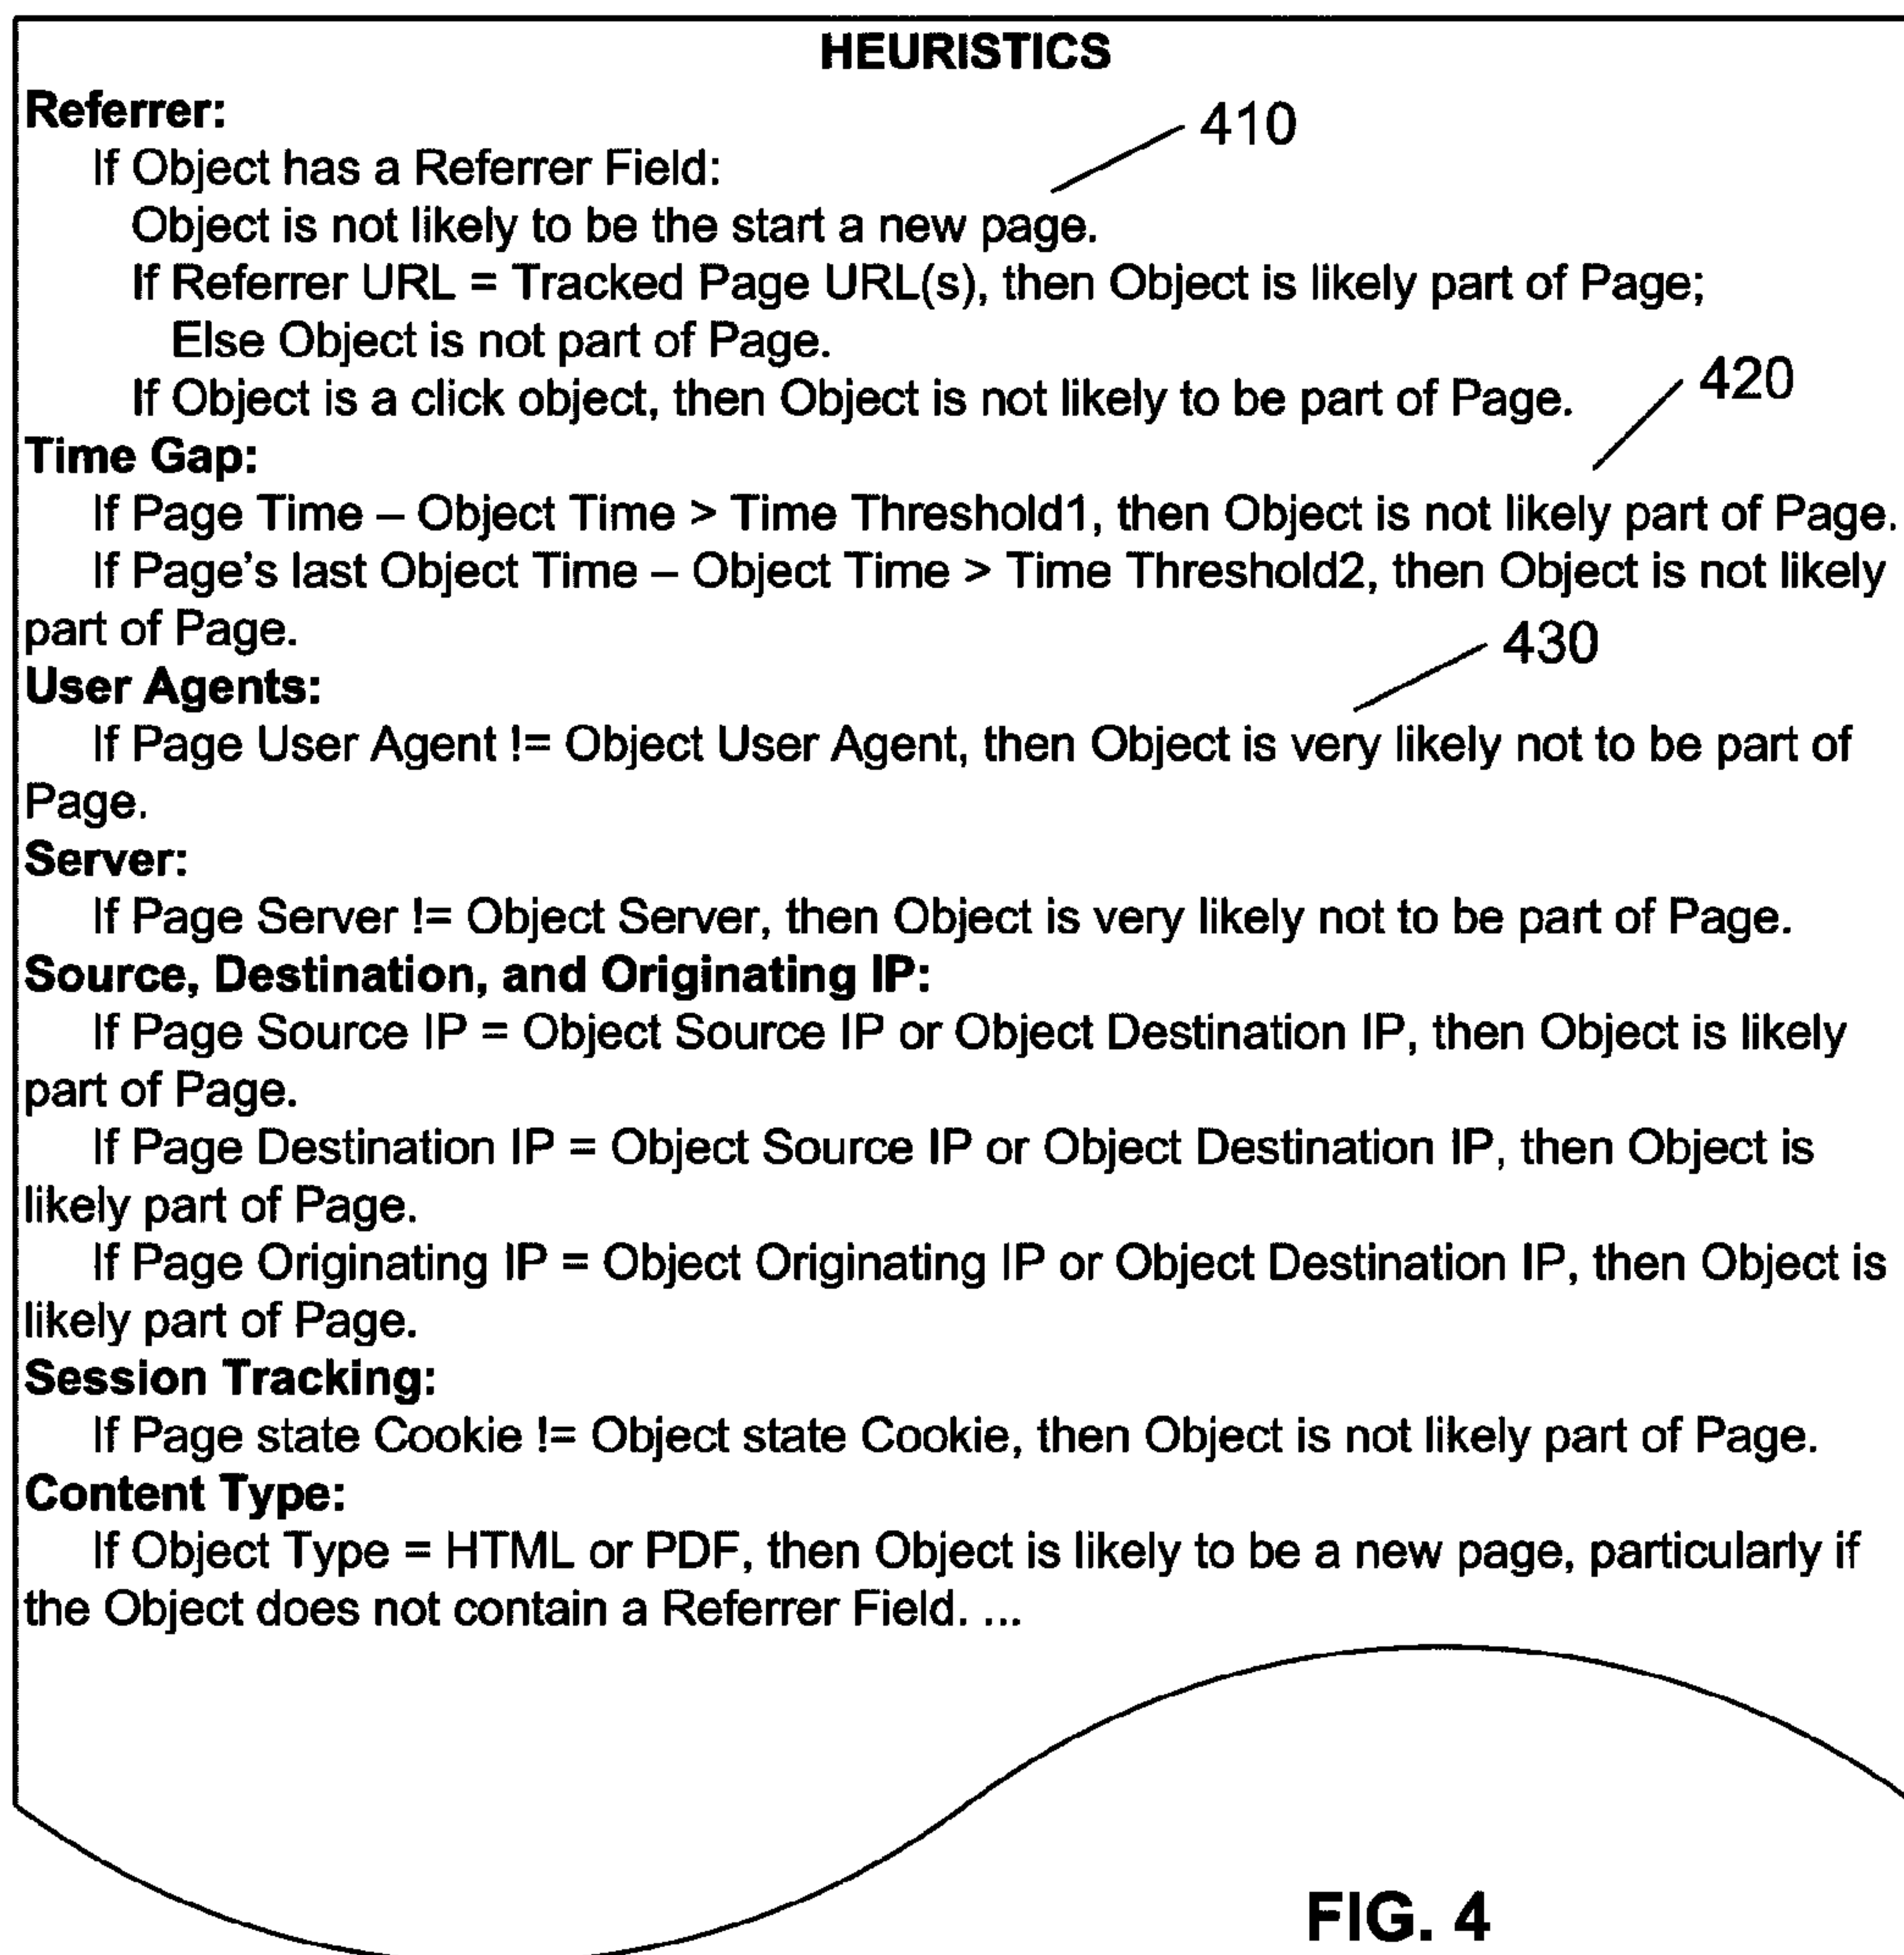 HEURISTICS
Referrer:
410
If Object has a Referrer Field:
Object is not likely to be the start a new page.
If Referrer URL = Tracked Page URL(s), then Object is likely part of Page;
Else Object is not part of Page.
420
If Object is a click object, then Object is not likely to be part of Page.
Time Gap:
If Page Time – Object Time > Time Threshold1, then Object is not likely part of Page.
If Page's last Object Time – Object Time > Time Threshold2, then Object is not likely
part of Page.
430
User Agents:
If Page User Agent != Object User Agent, then Object is very likely not to be part of
Page.
Server:
If Page Server != Object Server, then Object is very likely not to be part of Page.
Source, Destination, and Originating IP:
If Page Source IP = Object Source IP or Object Destination IP, then Object is likely
part of Page.
If Page Destination IP = Object Source IP or Object Destination IP, then Object is
likely part of Page.
If Page Originating IP = Object Originating IP or Object Destination IP, then Object is
likely part of Page.
Session Tracking:
If Page state Cookie != Object state Cookie, then Object is not likely part of Page.
Content Type:
If Object Type = HTML or PDF, then Object is likely to be a new page, particularly if
the Object does not contain a Referrer Field. ...
FIG. 4